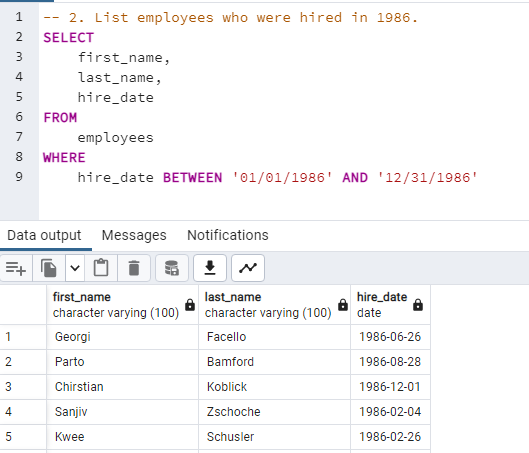 1 -- 2. List employees who were hired in 1986.
2 SELECT
3 first_name,
4 last_name,
5 hire_date
6 FROM
7 employees
8 WHERE
9 hire_date BETWEEN '01/01/1986' AND '12/31/1986'
Data output Messages Notifications
first_name last_name hire_date
character varying (100) character varying (100) date
1 Georgi Facello 1986-06-26
2 Parto Bamford 1986-08-28
3 Chirstian Koblick 1986-12-01
4 Sanjiv Zschoche 1986-02-04
5 Kwee Schusler 1986-02-26